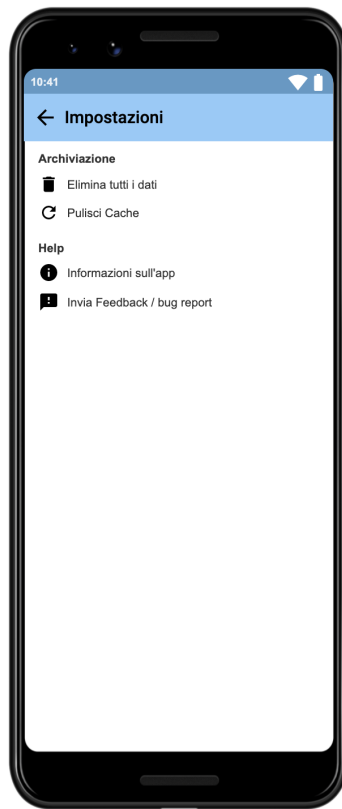 10:41
Impostazioni
Archiviazione
Elimina tutti i dati
Pulisci Cache
Help
Informazioni sull'app
Invia Feedback / bug report